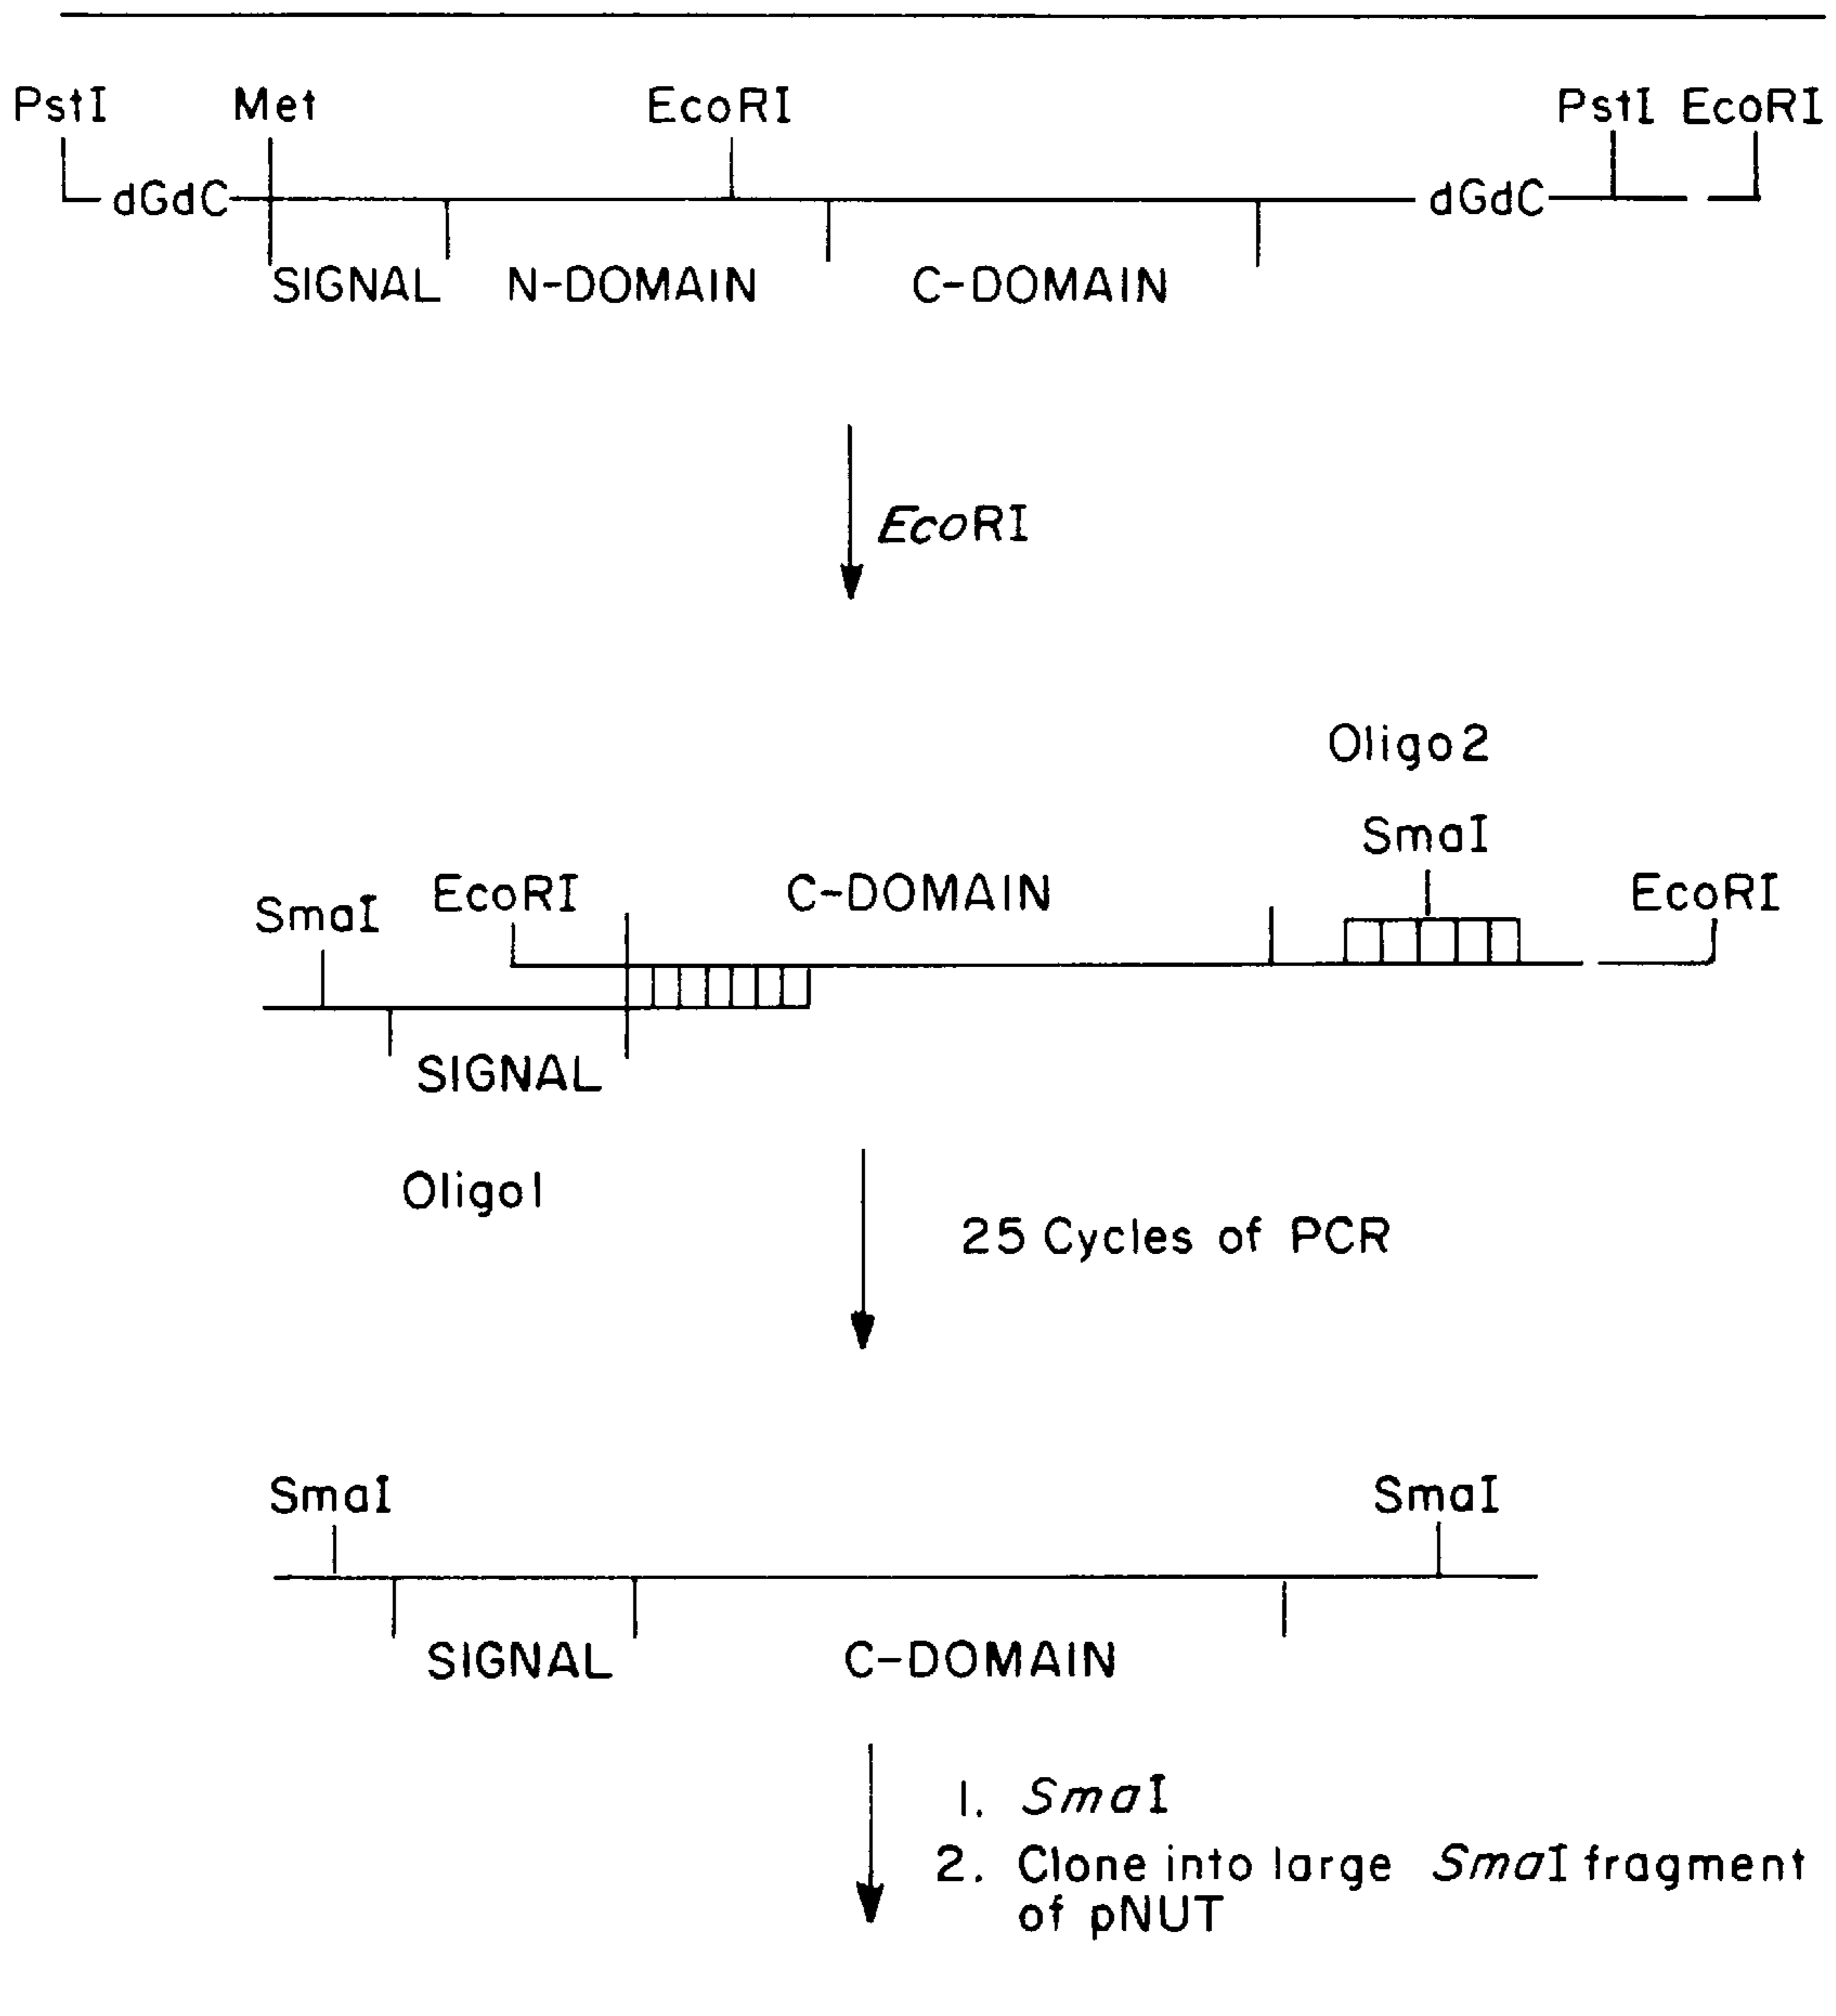 PstI Met EcoRI PstI EcoRI
dGdC dGdC
SIGNAL N-DOMAIN C-DOMAIN
EcoRI
Oligo2
SmaI
SmaI EcoRI C-DOMAIN EcoRI
SIGNAL
Oligo1
25 Cycles of PCR
SmaI SmaI
SIGNAL C-DOMAIN
1. SmaI
2. Clone into large SmaI fragment
of pNUT